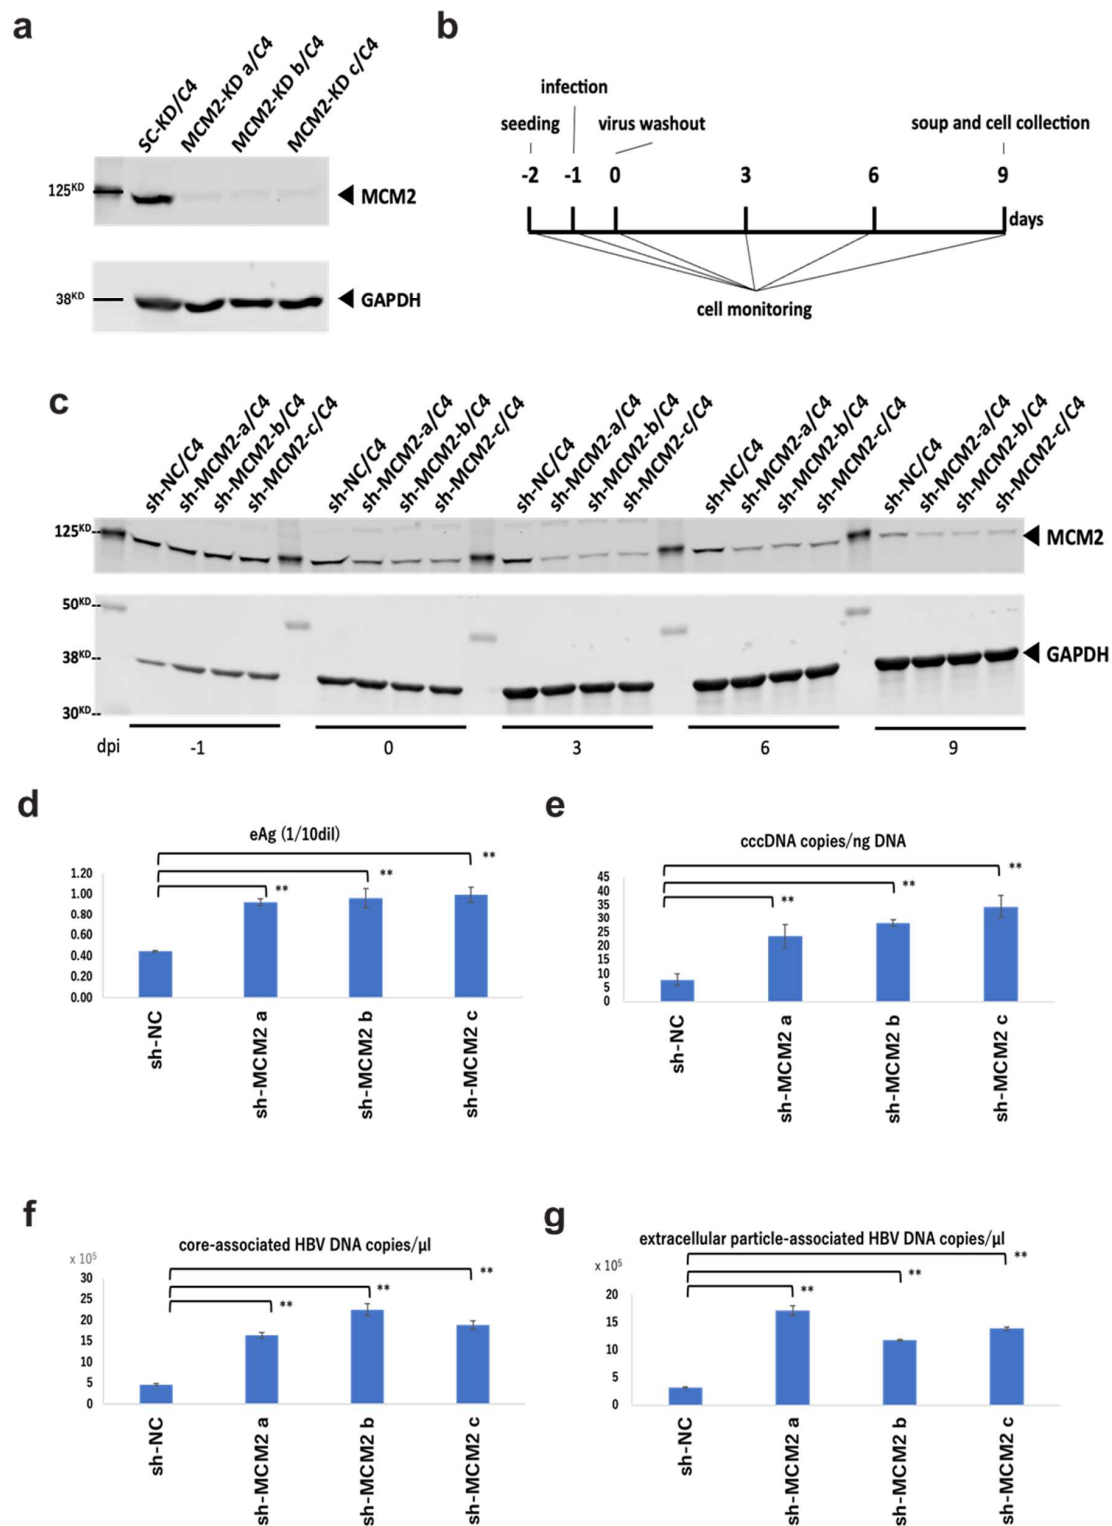 a
SC-KD/C4
MCM2-KD a/C4
MCM2-KD b/C4
MCM2-KD c/C4
125KD
MCM2
38KD
GAPDH
b
infection
seeding
virus washout
soup and cell collection
-2 -1 0 3 6 9
days
cell monitoring
c
sh-NC/C4
sh-MCM2-a/C4
sh-MCM2-b/C4
sh-MCM2-c/C4
sh-NC/C4
sh-MCM2-a/C4
sh-MCM2-b/C4
sh-MCM2-c/C4
sh-NC/C4
sh-MCM2-a/C4
sh-MCM2-b/C4
sh-MCM2-c/C4
sh-NC/C4
sh-MCM2-a/C4
sh-MCM2-b/C4
sh-MCM2-c/C4
sh-NC/C4
sh-MCM2-a/C4
sh-MCM2-b/C4
sh-MCM2-c/C4
125KD
MCM2
50KD
38KD
GAPDH
30KD
dpi -1 0 3 6 9
d
eAg (1/10dil)
**
**
**
1.20
1.00
0.80
0.60
0.40
0.20
0.00
sh-NC
sh-MCM2 a
sh-MCM2 b
sh-MCM2 c
e
cccDNA copies/ng DNA
**
**
**
45
40
35
30
25
20
15
10
5
0
sh-NC
sh-MCM2 a
sh-MCM2 b
sh-MCM2 c
f
core-associated HBV DNA copies/µl
x 10⁵
**
**
**
30
25
20
15
10
5
0
sh-NC
sh-MCM2 a
sh-MCM2 b
sh-MCM2 c
g
extracellular particle-associated HBV DNA copies/µl
x 10⁵
**
**
**
20
15
10
5
0
sh-NC
sh-MCM2 a
sh-MCM2 b
sh-MCM2 c